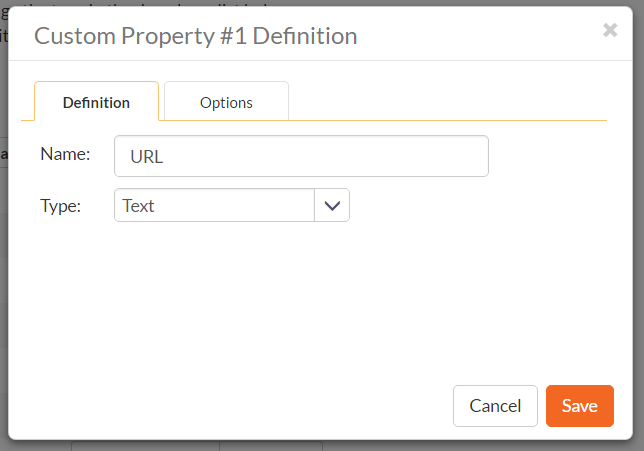 Custom Property #1 Definition
Definition Options
Name: URL
Type: Text
Cancel Save